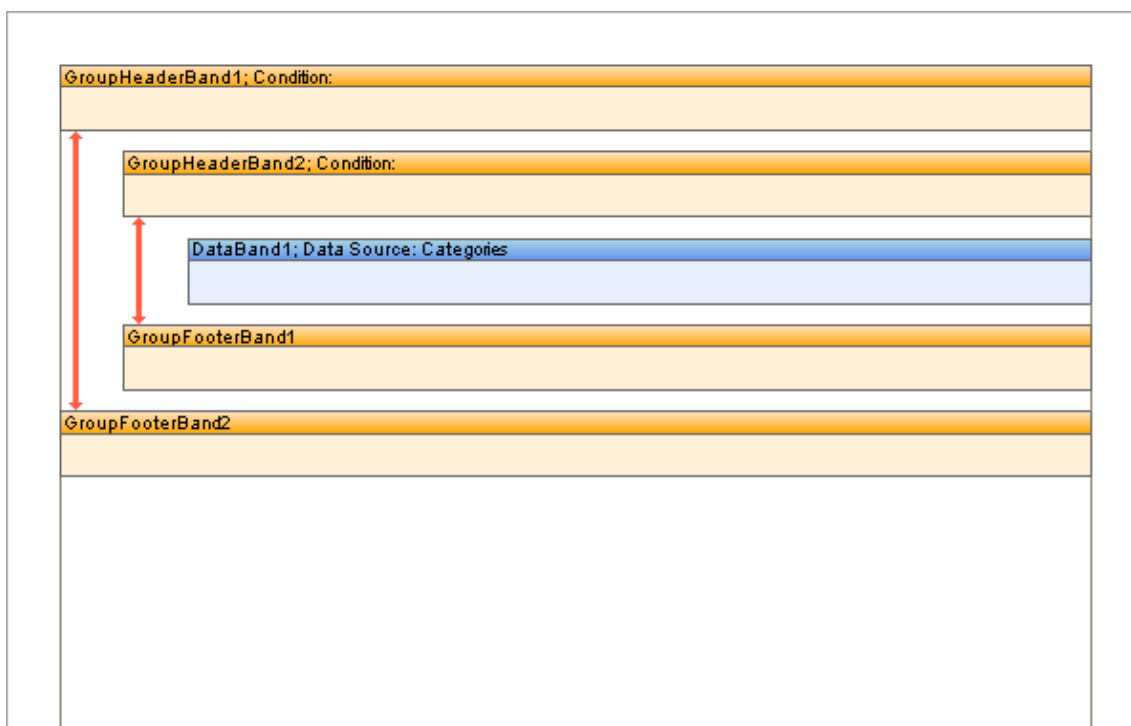 GroupHeaderBand1; Condition:
GroupHeaderBand2; Condition:
DataBand1; Data Source: Categories
GroupFooterBand1
GroupFooterBand2